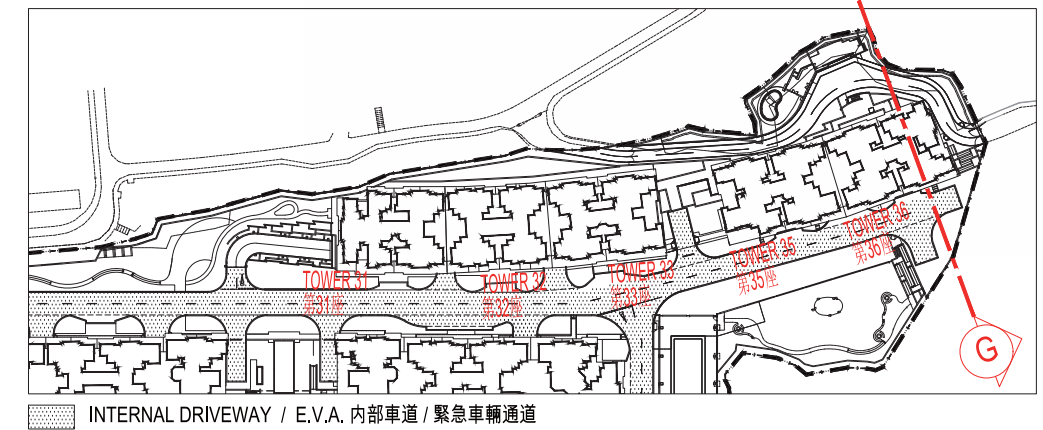 TOWER 31
第31座
TOWER 32
第32座
TOWER 33
第33座
TOWER 35
第35座
TOWER 36
第36座
G
INTERNAL DRIVEWAY / E.V.A. 内部車道 / 緊急車輛通道